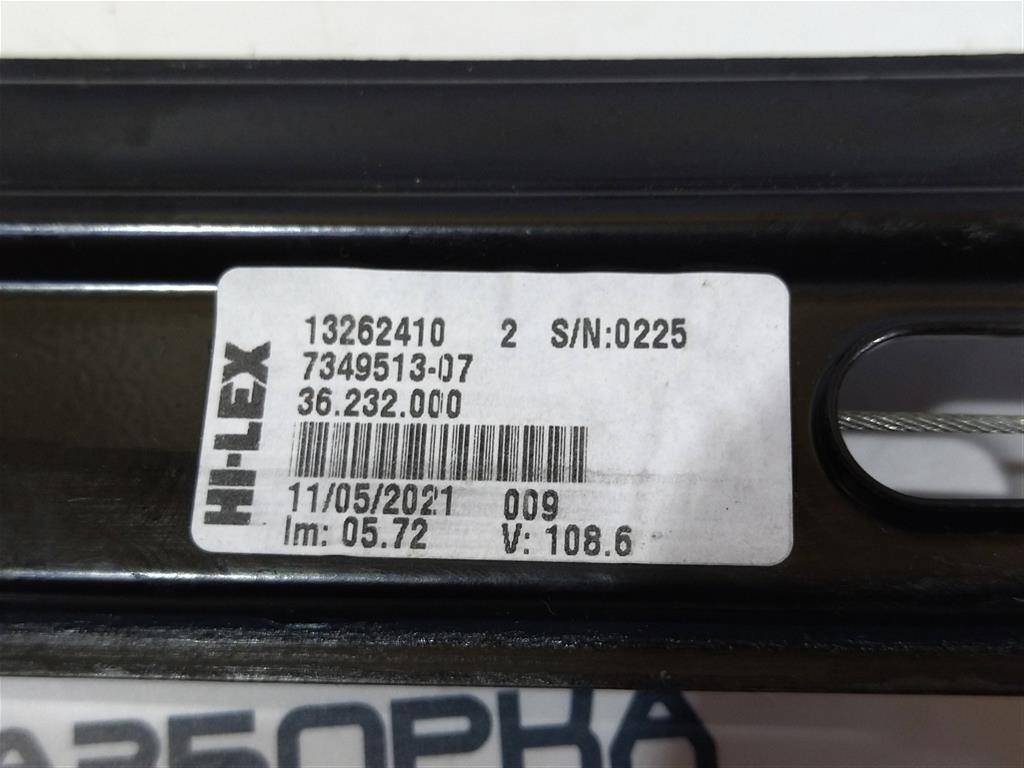 HI-LEX
13262410 2 S/N:0225
7349513-07
36.232.000
11/05/2021 009
Im: 05.72 V: 108.6
АЗБОРКА